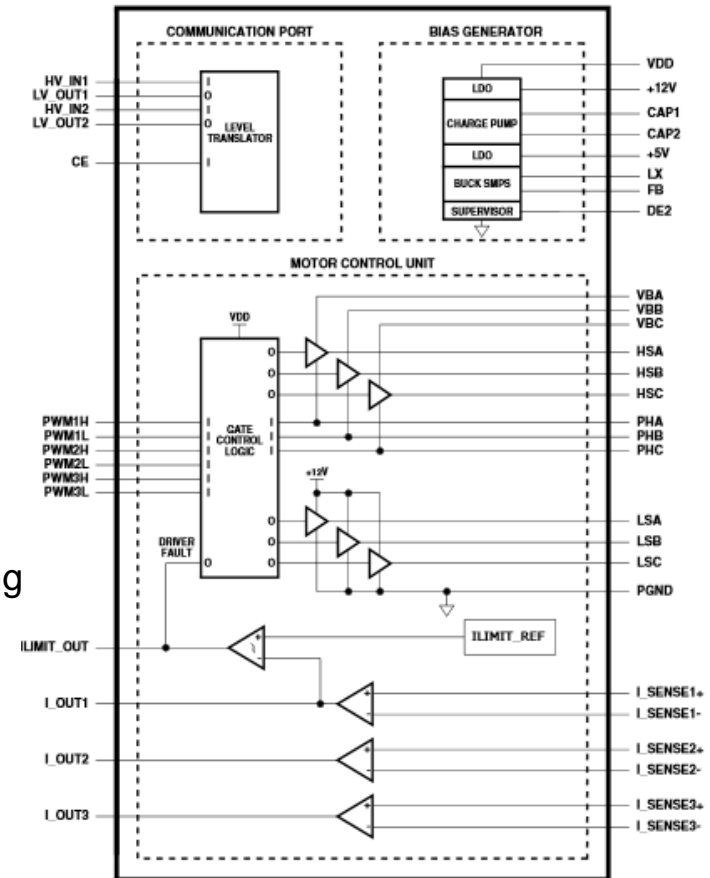 COMMUNICATION PORT
BIAS GENERATOR
HV_IN1
LV_OUT1
HV_IN2
LV_OUT2
CE
I
O
I
O
I
LEVEL
TRANSLATOR
LDO
CHARGE PUMP
LDO
BUCK SMPS
SUPERVISOR
VDD
+12V
CAP1
CAP2
+5V
LX
FB
DE2
MOTOR CONTROL UNIT
VDD
PWM1H
PWM1L
PWM2H
PWM2L
PWM3H
PWM3L
I
I
I
I
I
I
GATE
CONTROL
LOGIC
O
O
O
I
I
I
O
O
O
+12V
DRIVER
FAULT
O
VBA
VBB
VBC
HSA
HSB
HSC
PHA
PHB
PHC
LSA
LSB
LSC
PGND
g
ILIMIT_OUT
+
-
ILIMIT_REF
I_OUT1
+
-
I_SENSE1+
I_SENSE1-
I_OUT2
+
-
I_SENSE2+
I_SENSE2-
I_OUT3
+
-
I_SENSE3+
I_SENSE3-